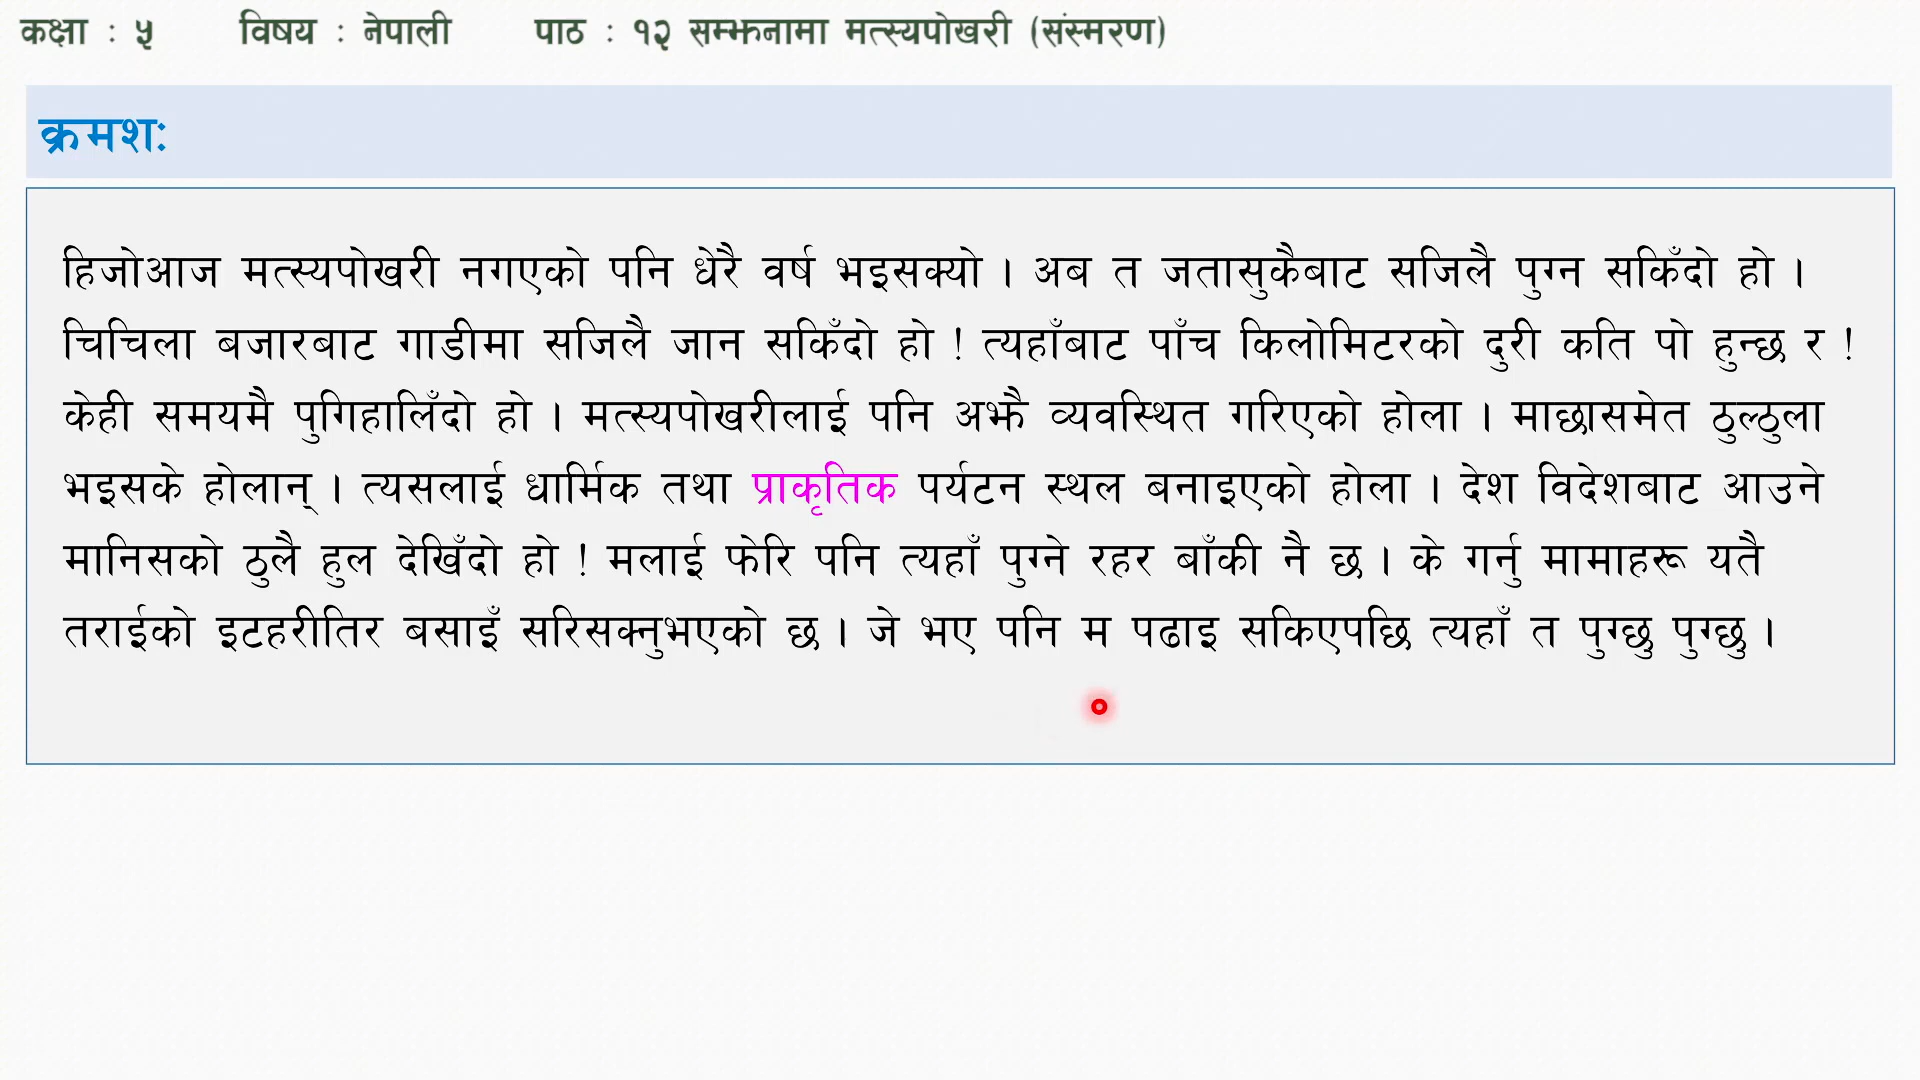 कक्षा : ५ विषय : नेपाली पाठ : १२ सम्झनामा मत्स्यपोखरी (संस्मरण)
क्रमशः
हिजोआज मत्स्यपोखरी नगएको पनि धेरै वर्ष भइसक्यो । अब त जतासुकैबाट सजिलै पुग्न सकिँदो हो ।
चिचिला बजारबाट गाडीमा सजिलै जान सकिँदो हो ! त्यहाँबाट पाँच किलोमिटरको दुरी कति पो हुन्छ र !
केही समयमै पुगिहालिँदो हो । मत्स्यपोखरीलाई पनि अझै व्यवस्थित गरिएको होला । माछासमेत ठुल्ठुला
भइसके होलान् । त्यसलाई धार्मिक तथा प्राकृतिक पर्यटन स्थल बनाइएको होला । देश विदेशबाट आउने
मानिसको ठुलै हुल देखिँदो हो ! मलाई फेरि पनि त्यहाँ पुग्ने रहर बाँकी नै छ । के गर्नु मामाहरू यतै
तराईको इटहरीतिर बसाइँ सरिसक्नुभएको छ । जे भए पनि म पढाइ सकिएपछि त्यहाँ त पुग्छु पुग्छु ।